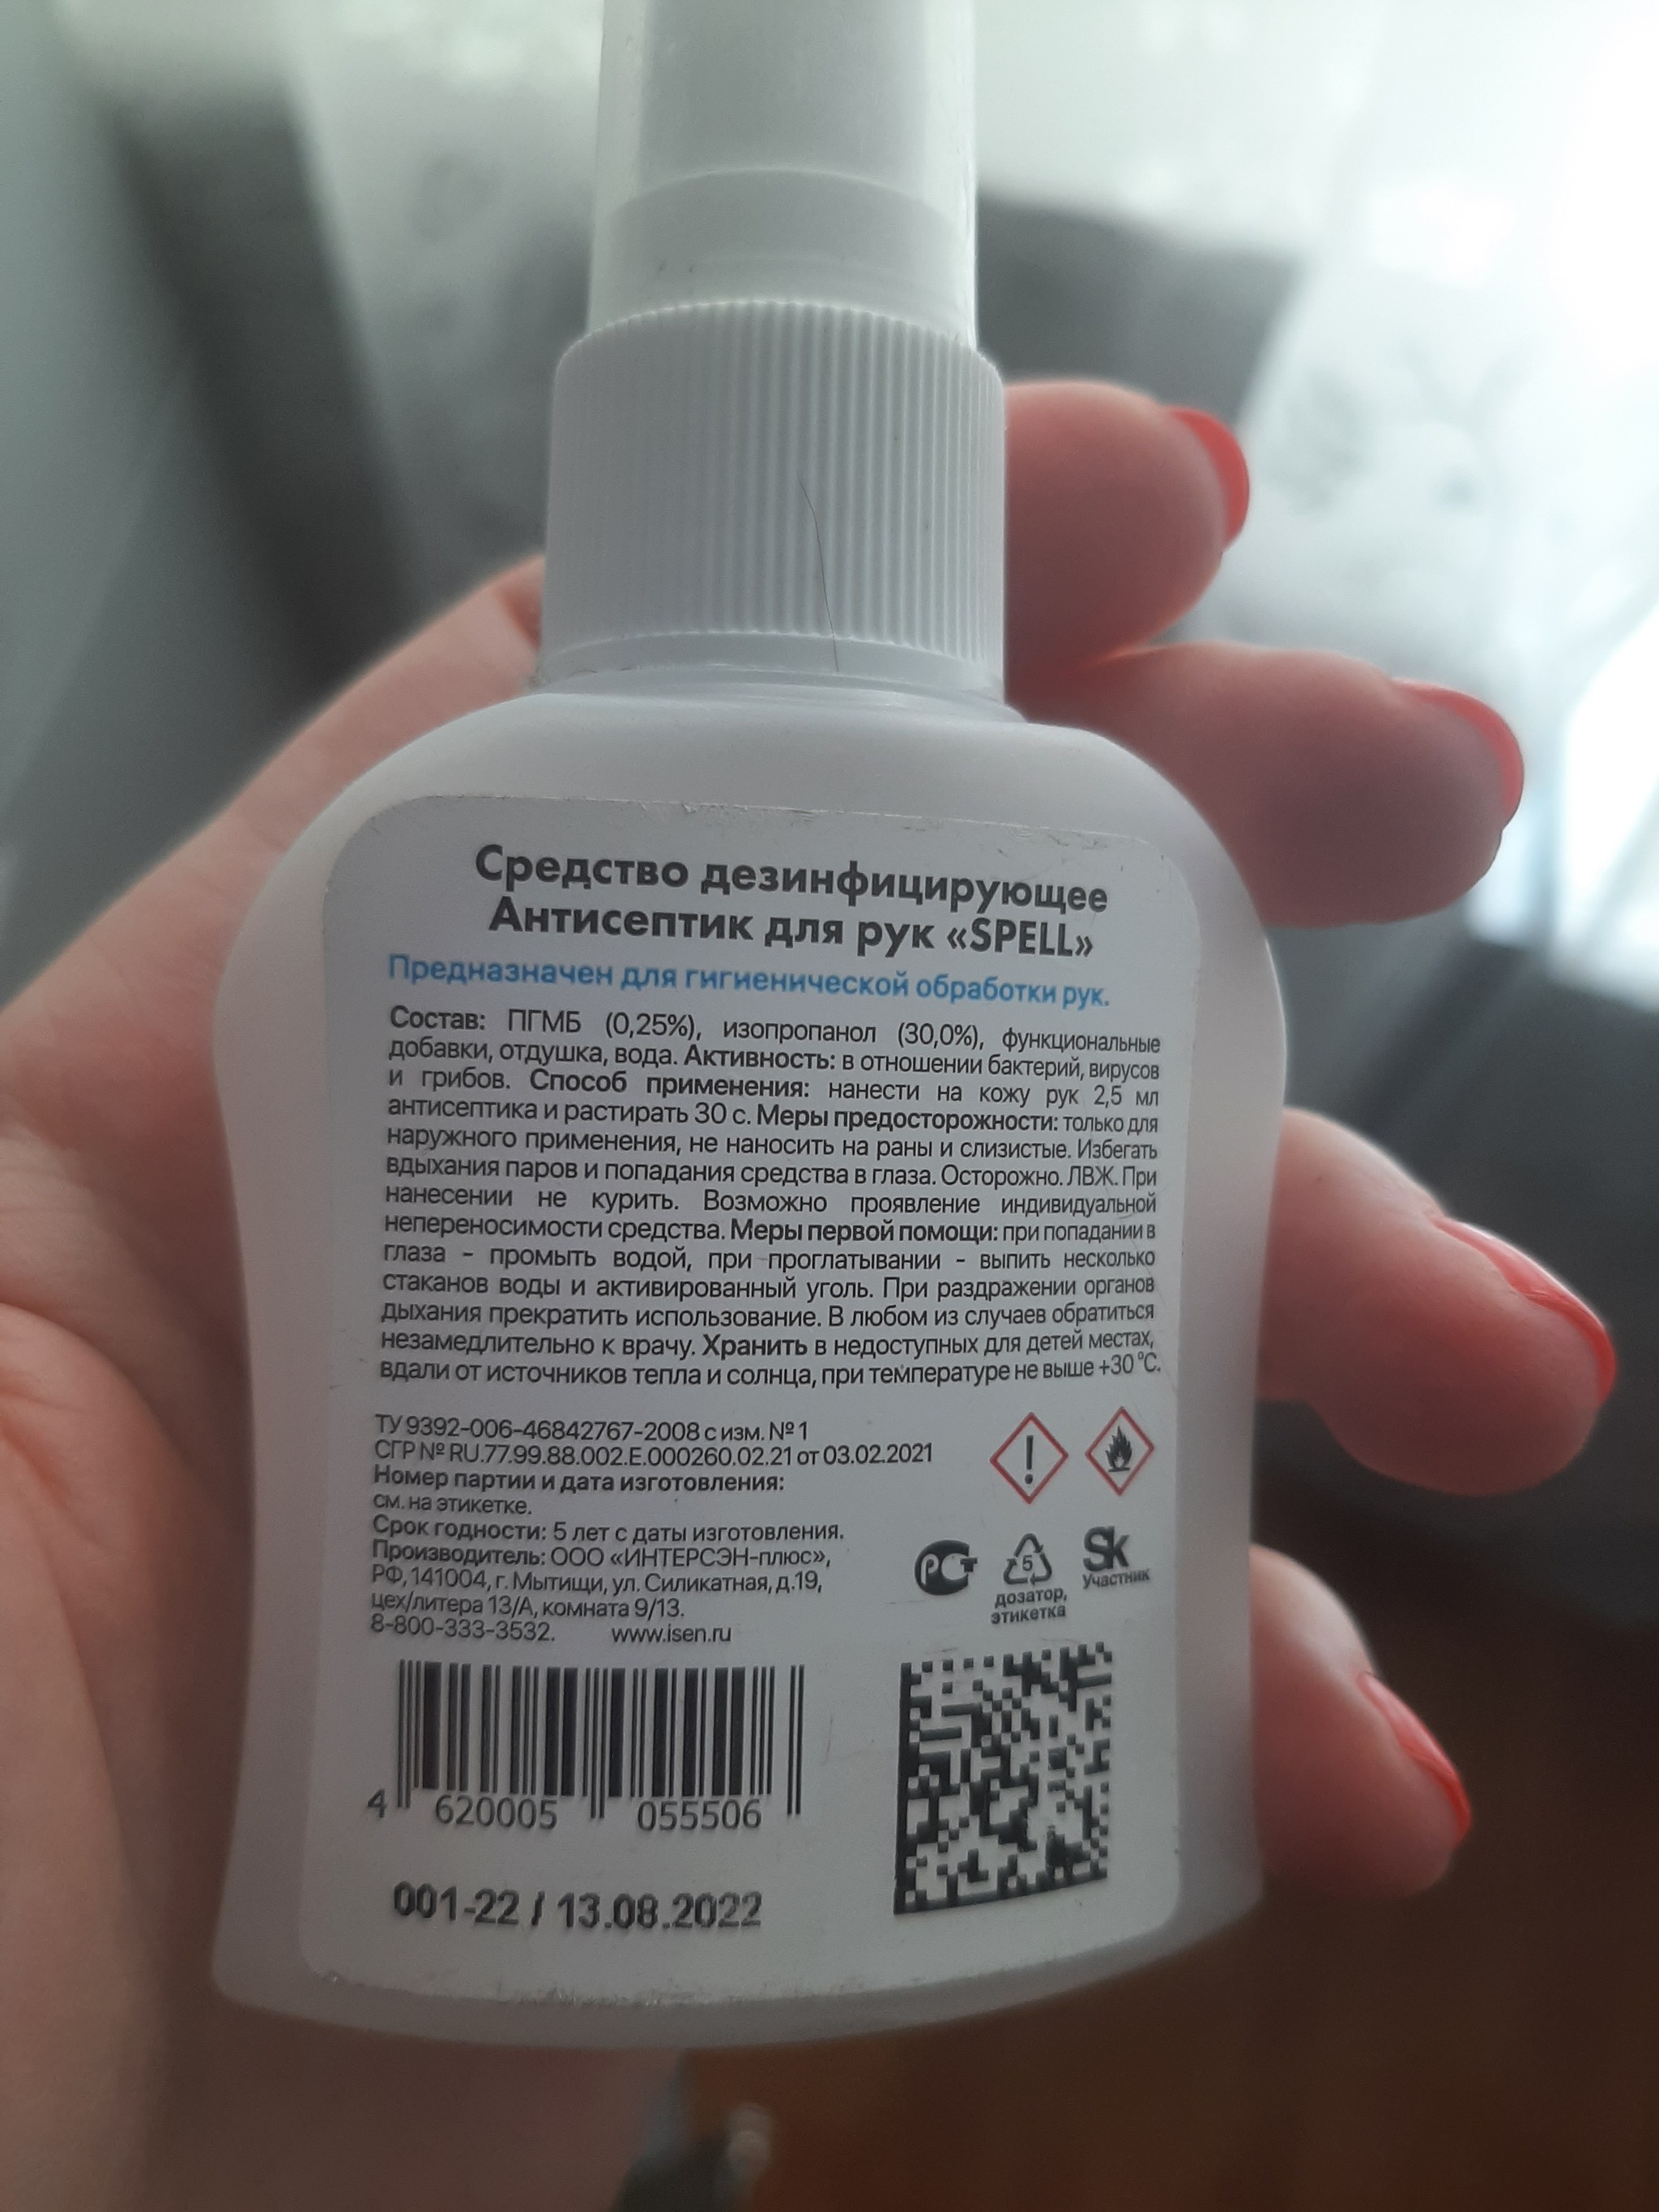 Средство дезинфицирующее
Антисептик для рук «SPELL»
Предназначен для гигиенической обработки рук.
Состав: ПГМБ (0,25%), изопропанол (30,0%), функциональные
добавки, отдушка, вода. Активность: в отношении бактерий, вирусов
и грибов. Способ применения: нанести на кожу рук 2,5 мл
антисептика и растирать 30 с. Меры предосторожности: только для
наружного применения, не наносить на раны и слизистые. Избегать
вдыхания паров и попадания средства в глаза. Осторожно. ЛВЖ. При
нанесении не курить. Возможно проявление индивидуальной
непереносимости средства. Меры первой помощи: при попадании в
глаза - промыть водой, при проглатывании - выпить несколько
стаканов воды и активированный уголь. При раздражении органов
дыхания прекратить использование. В любом из случаев обратиться
незамедлительно к врачу. Хранить в недоступных для детей местах,
вдали от источников тепла и солнца, при температуре не выше +30 °C.
ТУ 9392-006-46842767-2008 с изм. № 1
СГР № RU.77.99.88.002.E.000260.02.21 от 03.02.2021
Номер партии и дата изготовления:
см. на этикетке.
Срок годности: 5 лет с даты изготовления.
Производитель: ООО «ИНТЕРСЭН-плюс»,
РФ, 141004, г. Мытищи, ул. Силикатная, д.19,
цех/литера 13/А, комната 9/13.
8-800-333-3532. www.isen.ru
РСТ
5
дозатор,
этикетка
Sk
Участник
4 620005 055506
001-22 / 13.08.2022